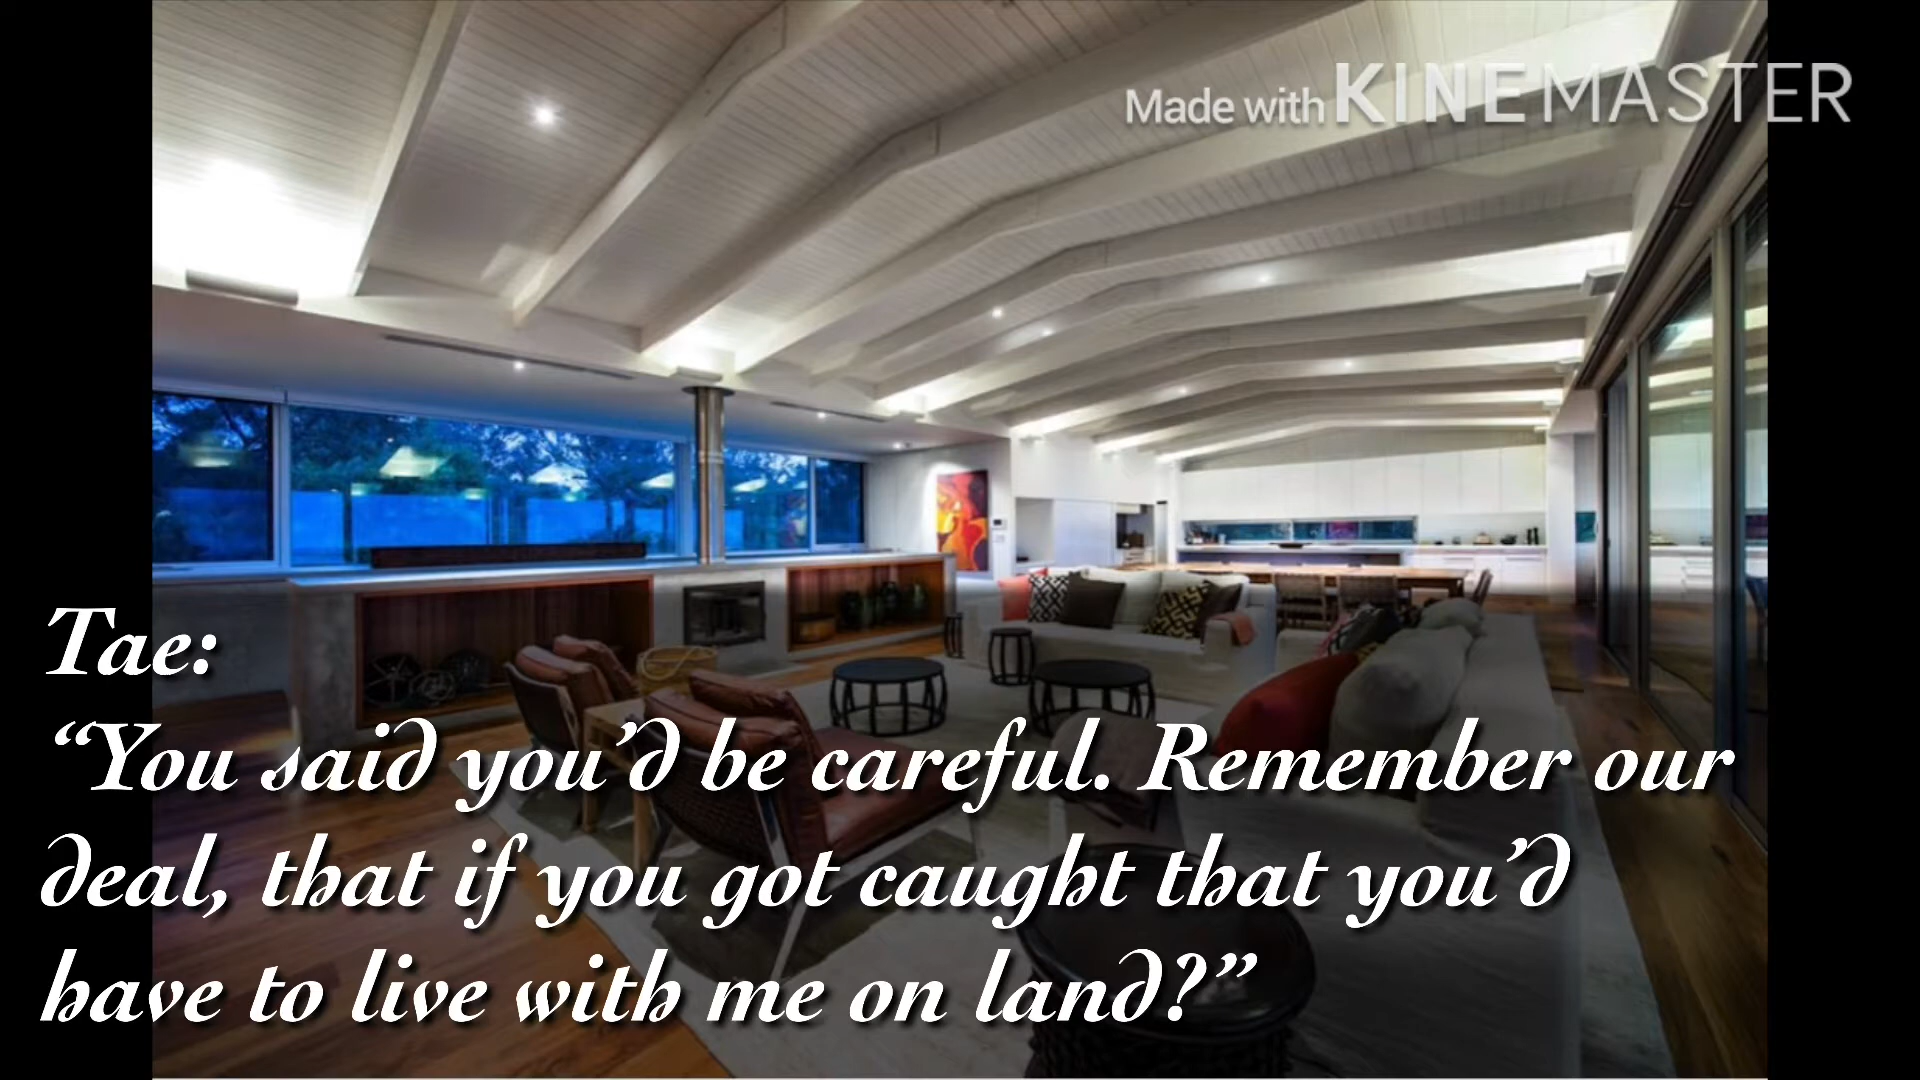 Made with KINEMASTER
Tae:
“You said you’d be careful. Remember our
deal, that if you got caught that you’d
have to live with me on land?”